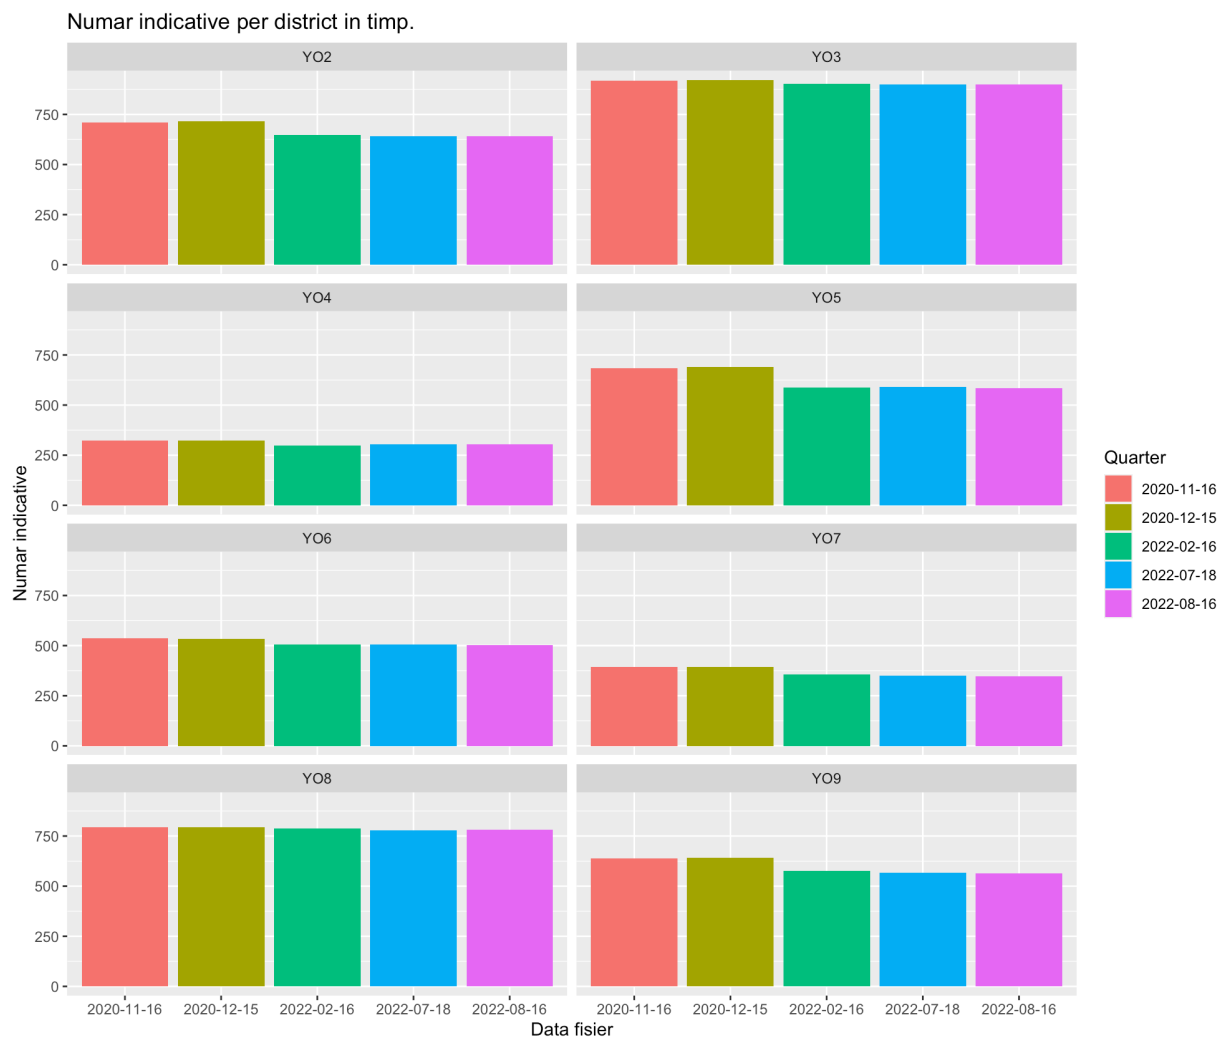 Numar indicative per district in timp.
YO2
YO3
750
500
250
0
YO4
YO5
750
500
250
0
YO6
YO7
750
500
250
0
YO8
YO9
750
500
250
0
2020-11-16 2020-12-15 2022-02-16 2022-07-18 2022-08-16
2020-11-16 2020-12-15 2022-02-16 2022-07-18 2022-08-16
Data fisier
Numar indicative
Quarter
2020-11-16
2020-12-15
2022-02-16
2022-07-18
2022-08-16